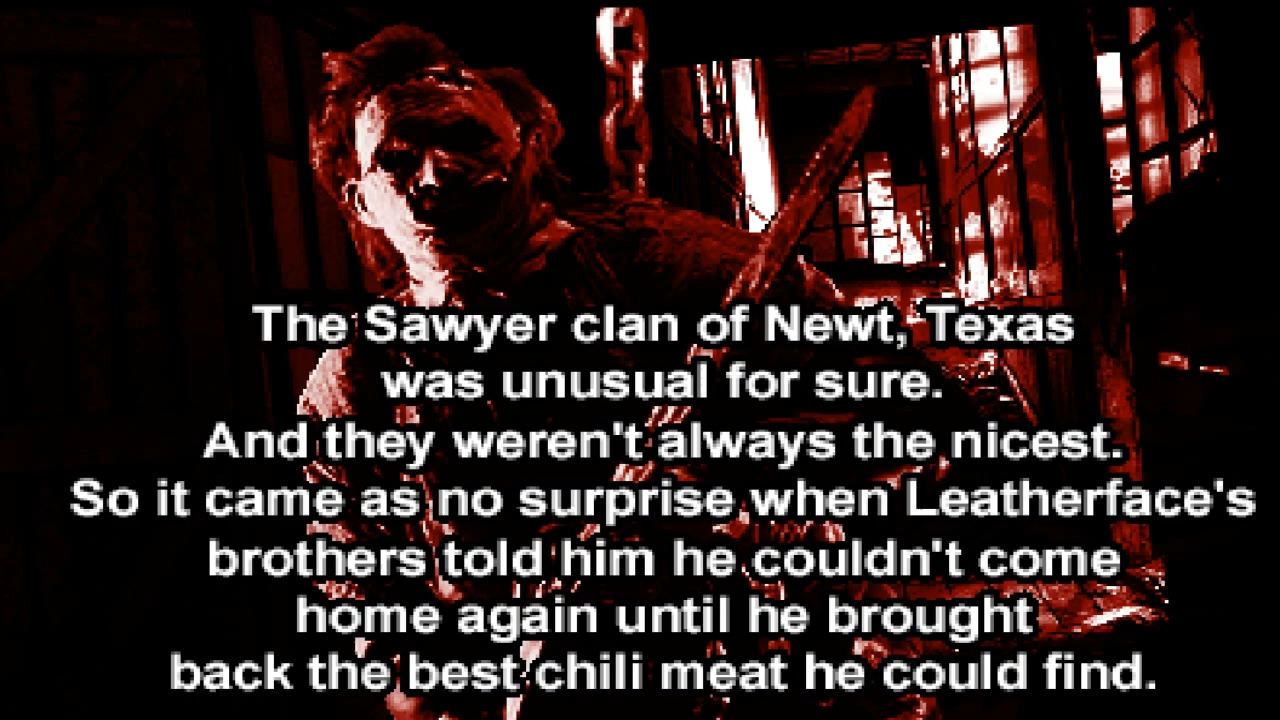 The Sawyer clan of Newt, Texas
was unusual for sure.
And they weren't always the nicest.
So it came as no surprise when Leatherface's
brothers told him he couldn't come
home again until he brought
back the best chili meat he could find.